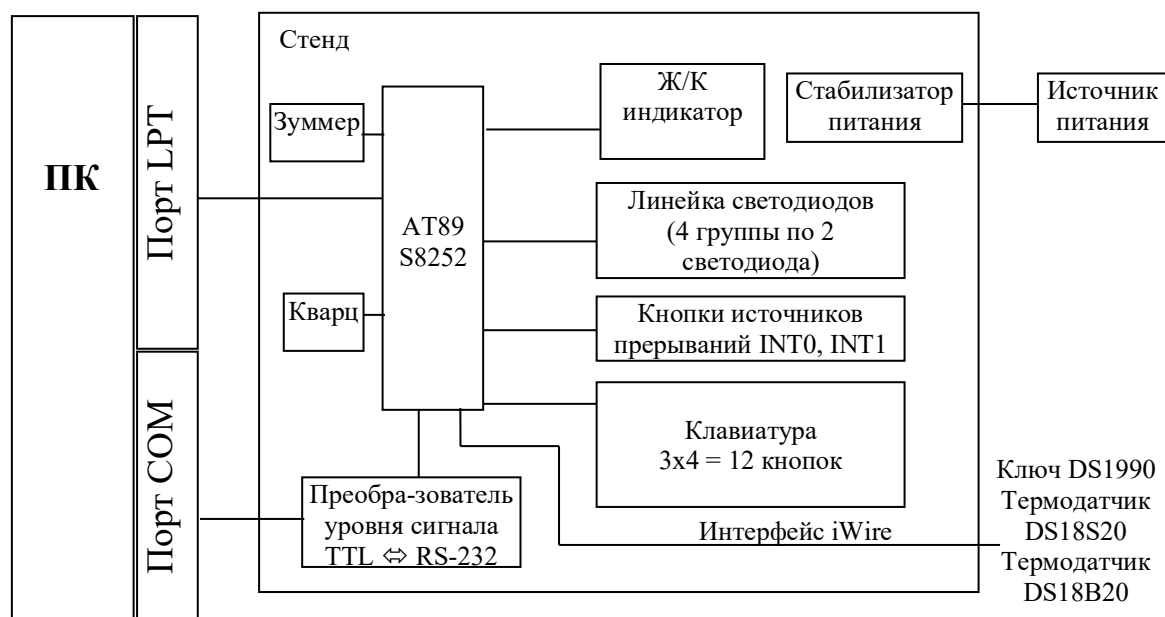 ПК
Порт LPT
Порт COM
Стенд
Зуммер
AT89
S8252
Кварц
Преобра-зователь
уровня сигнала
TTL ⇔ RS-232
Ж/К
индикатор
Линейка светодиодов
(4 группы по 2
светодиода)
Кнопки источников
прерываний INT0, INT1
Клавиатура
3x4 = 12 кнопок
Интерфейс iWire
Стабилизатор
питания
Источник
питания
Ключ DS1990
Термодатчик
DS18S20
Термодатчик
DS18B20